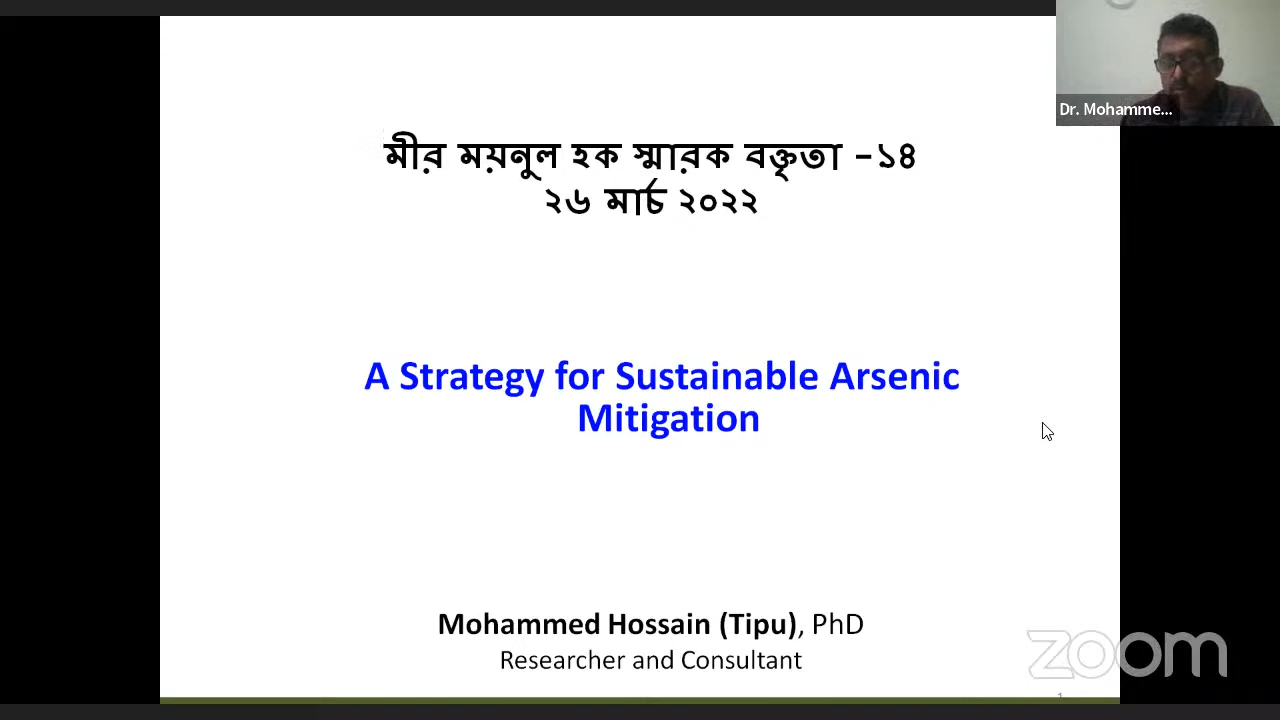 মীর ময়নুল হক স্মারক বক্তৃতা -১৪
২৬ মার্চ ২০২২
A Strategy for Sustainable Arsenic
Mitigation
Mohammed Hossain (Tipu), PhD
Researcher and Consultant
Dr. Mohamme...
zoom
1